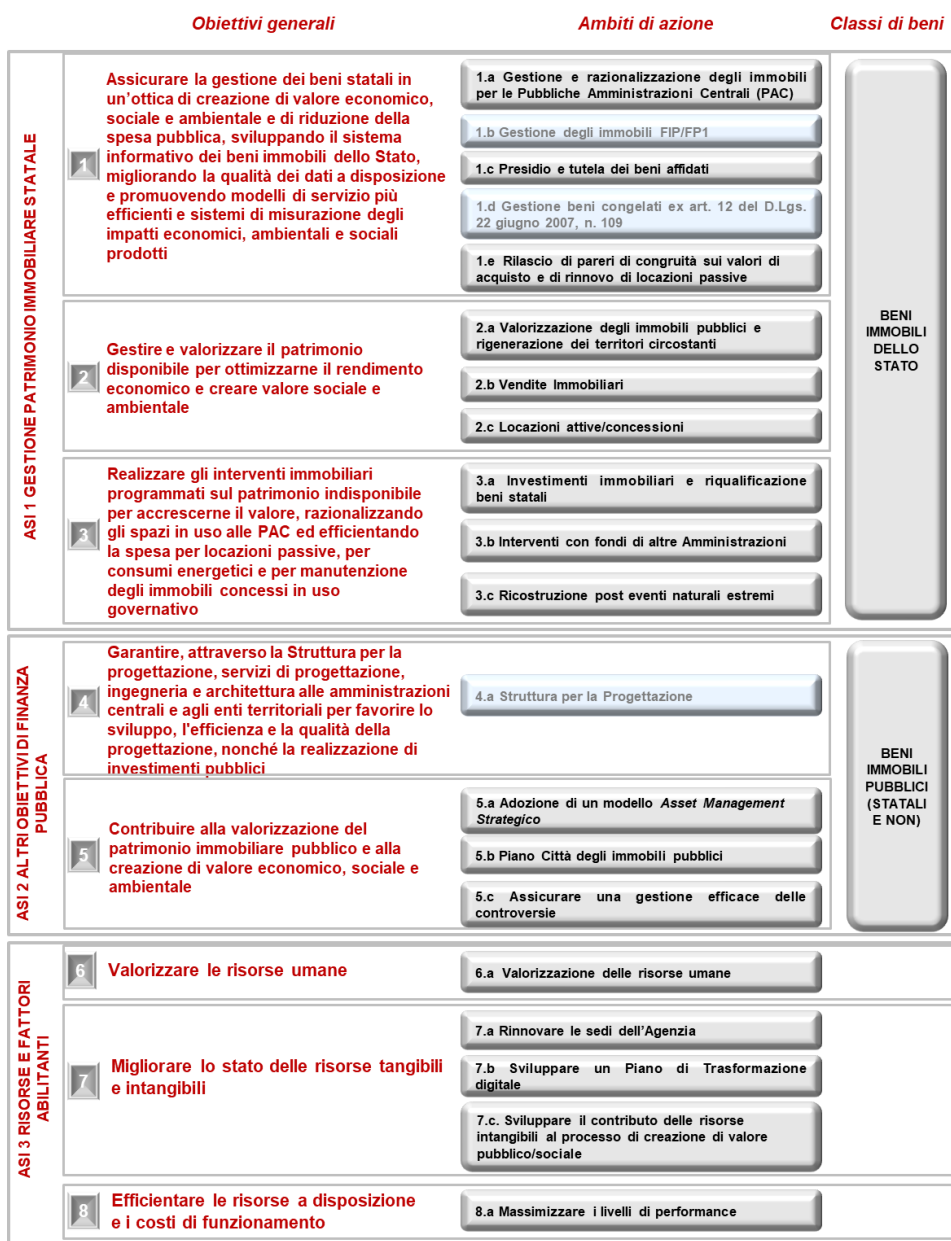 Obiettivi generali
Ambiti di azione
Classi di beni
ASI 1 GESTIONE PATRIMONIO IMMOBILIARE STATALE
1
Assicurare la gestione dei beni statali in
un'ottica di creazione di valore economico,
sociale e ambientale e di riduzione della
spesa pubblica, sviluppando il sistema
informativo dei beni immobili dello Stato,
migliorando la qualità dei dati a disposizione
e promuovendo modelli di servizio più
efficienti e sistemi di misurazione degli
impatti economici, ambientali e sociali
prodotti
1.a Gestione e razionalizzazione degli immobili
per le Pubbliche Amministrazioni Centrali (PAC)
1.b Gestione degli immobili FIP/FP1
1.c Presidio e tutela dei beni affidati
1.d Gestione beni congelati ex art. 12 del D.Lgs.
22 giugno 2007, n. 109
1.e Rilascio di pareri di congruità sui valori di
acquisto e di rinnovo di locazioni passive
2
Gestire e valorizzare il patrimonio
disponibile per ottimizzarne il rendimento
economico e creare valore sociale e
ambientale
2.a Valorizzazione degli immobili pubblici e
rigenerazione dei territori circostanti
2.b Vendite Immobiliari
2.c Locazioni attive/concessioni
3
Realizzare gli interventi immobiliari
programmati sul patrimonio indisponibile
per accrescerne il valore, razionalizzando
gli spazi in uso alle PAC ed efficientando
la spesa per locazioni passive, per
consumi energetici e per manutenzione
degli immobili concessi in uso
governativo
3.a Investimenti immobiliari e riqualificazione
beni statali
3.b Interventi con fondi di altre Amministrazioni
3.c Ricostruzione post eventi naturali estremi
BENI
IMMOBILI
DELLO
STATO
ASI 2 ALTRI OBIETTIVI DI FINANZA
PUBBLICA
4
Garantire, attraverso la Struttura per la
progettazione, servizi di progettazione,
ingegneria e architettura alle amministrazioni
centrali e agli enti territoriali per favorire lo
sviluppo, l'efficienza e la qualità della
progettazione, nonché la realizzazione di
investimenti pubblici
4.a Struttura per la Progettazione
5
Contribuire alla valorizzazione del
patrimonio immobiliare pubblico e alla
creazione di valore economico, sociale e
ambientale
5.a Adozione di un modello Asset Management
Strategico
5.b Piano Città degli immobili pubblici
5.c Assicurare una gestione efficace delle
controversie
BENI
IMMOBILI
PUBBLICI
(STATALI
E NON)
ASI 3 RISORSE E FATTORI
ABILITANTI
6
Valorizzare le risorse umane
6.a Valorizzazione delle risorse umane
7
Migliorare lo stato delle risorse tangibili
e intangibili
7.a Rinnovare le sedi dell'Agenzia
7.b Sviluppare un Piano di Trasformazione
digitale
7.c. Sviluppare il contributo delle risorse
intangibili al processo di creazione di valore
pubblico/sociale
8
Efficientare le risorse a disposizione
e i costi di funzionamento
8.a Massimizzare i livelli di performance